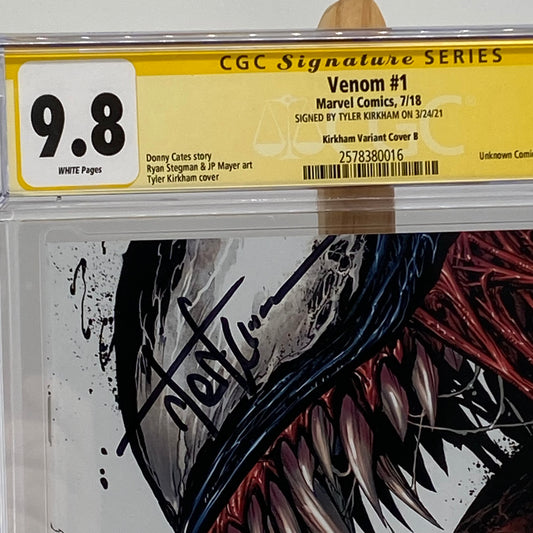 CGC Signature SERIES
9.8
WHITE Pages
Venom #1
Marvel Comics, 7/18
SIGNED BY TYLER KIRKHAM ON 3/24/21
Kirkham Variant Cover B
2578380016
Donny Cates story
Ryan Stegman & JP Mayer art
Tyler Kirkham cover
Unknown Comi